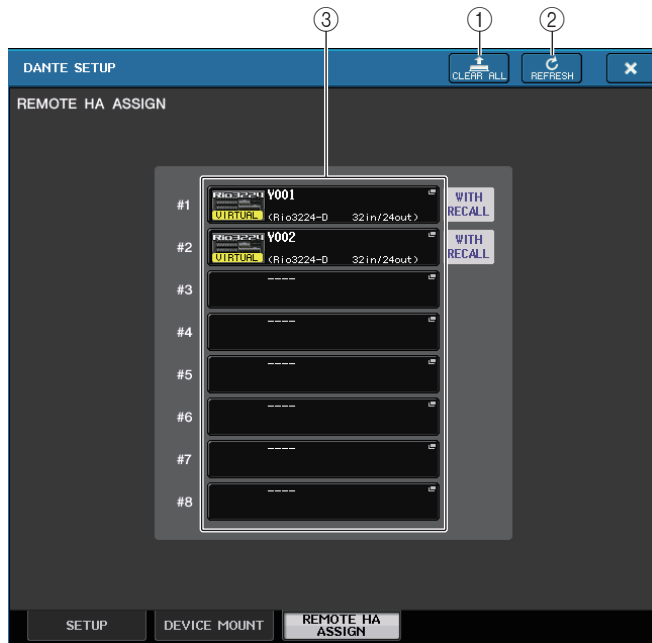 ③ ① ②
DANTE SETUP
CLEAR ALL
REFRESH
REMOTE HA ASSIGN
#1 Rio3224 Y001
VIRTUAL (Rio3224-D 32in/24out)
WITH
RECALL
#2 Rio3224 Y002
VIRTUAL (Rio3224-D 32in/24out)
WITH
RECALL
#3 ----
#4 ----
#5 ----
#6 ----
#7 ----
#8 ----
SETUP
DEVICE MOUNT
REMOTE HA
ASSIGN